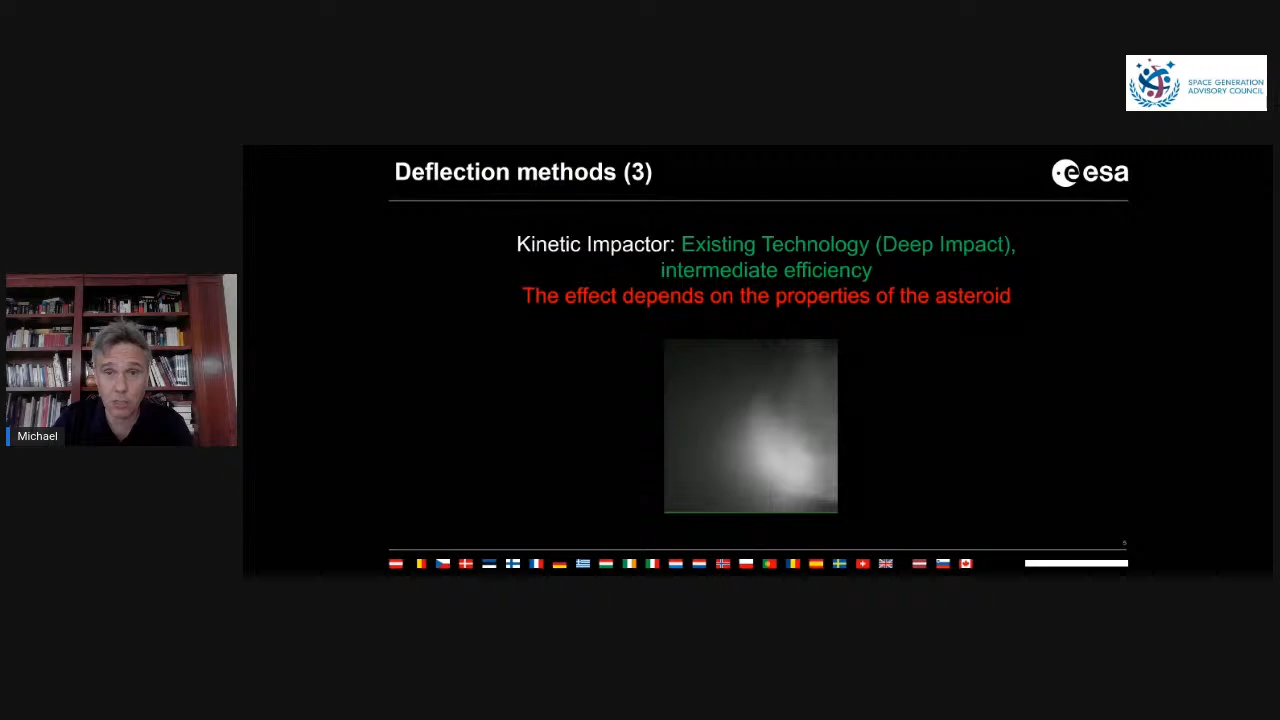 SPACE GENERATION
ADVISORY COUNCIL
Deflection methods (3)
esa
Kinetic Impactor: Existing Technology (Deep Impact),
intermediate efficiency
The effect depends on the properties of the asteroid
Michael
5